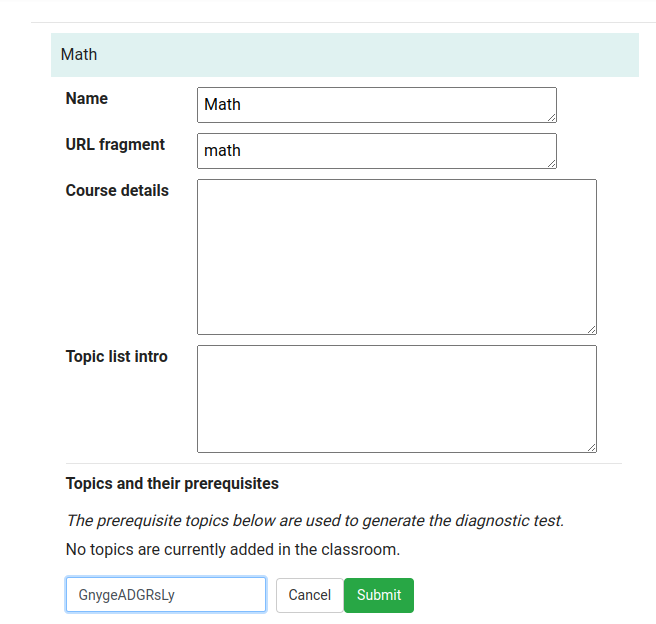 Math
Name
Math
URL fragment
math
Course details
Topic list intro
Topics and their prerequisites
The prerequisite topics below are used to generate the diagnostic test.
No topics are currently added in the classroom.
GnygeADGRsLy Cancel Submit